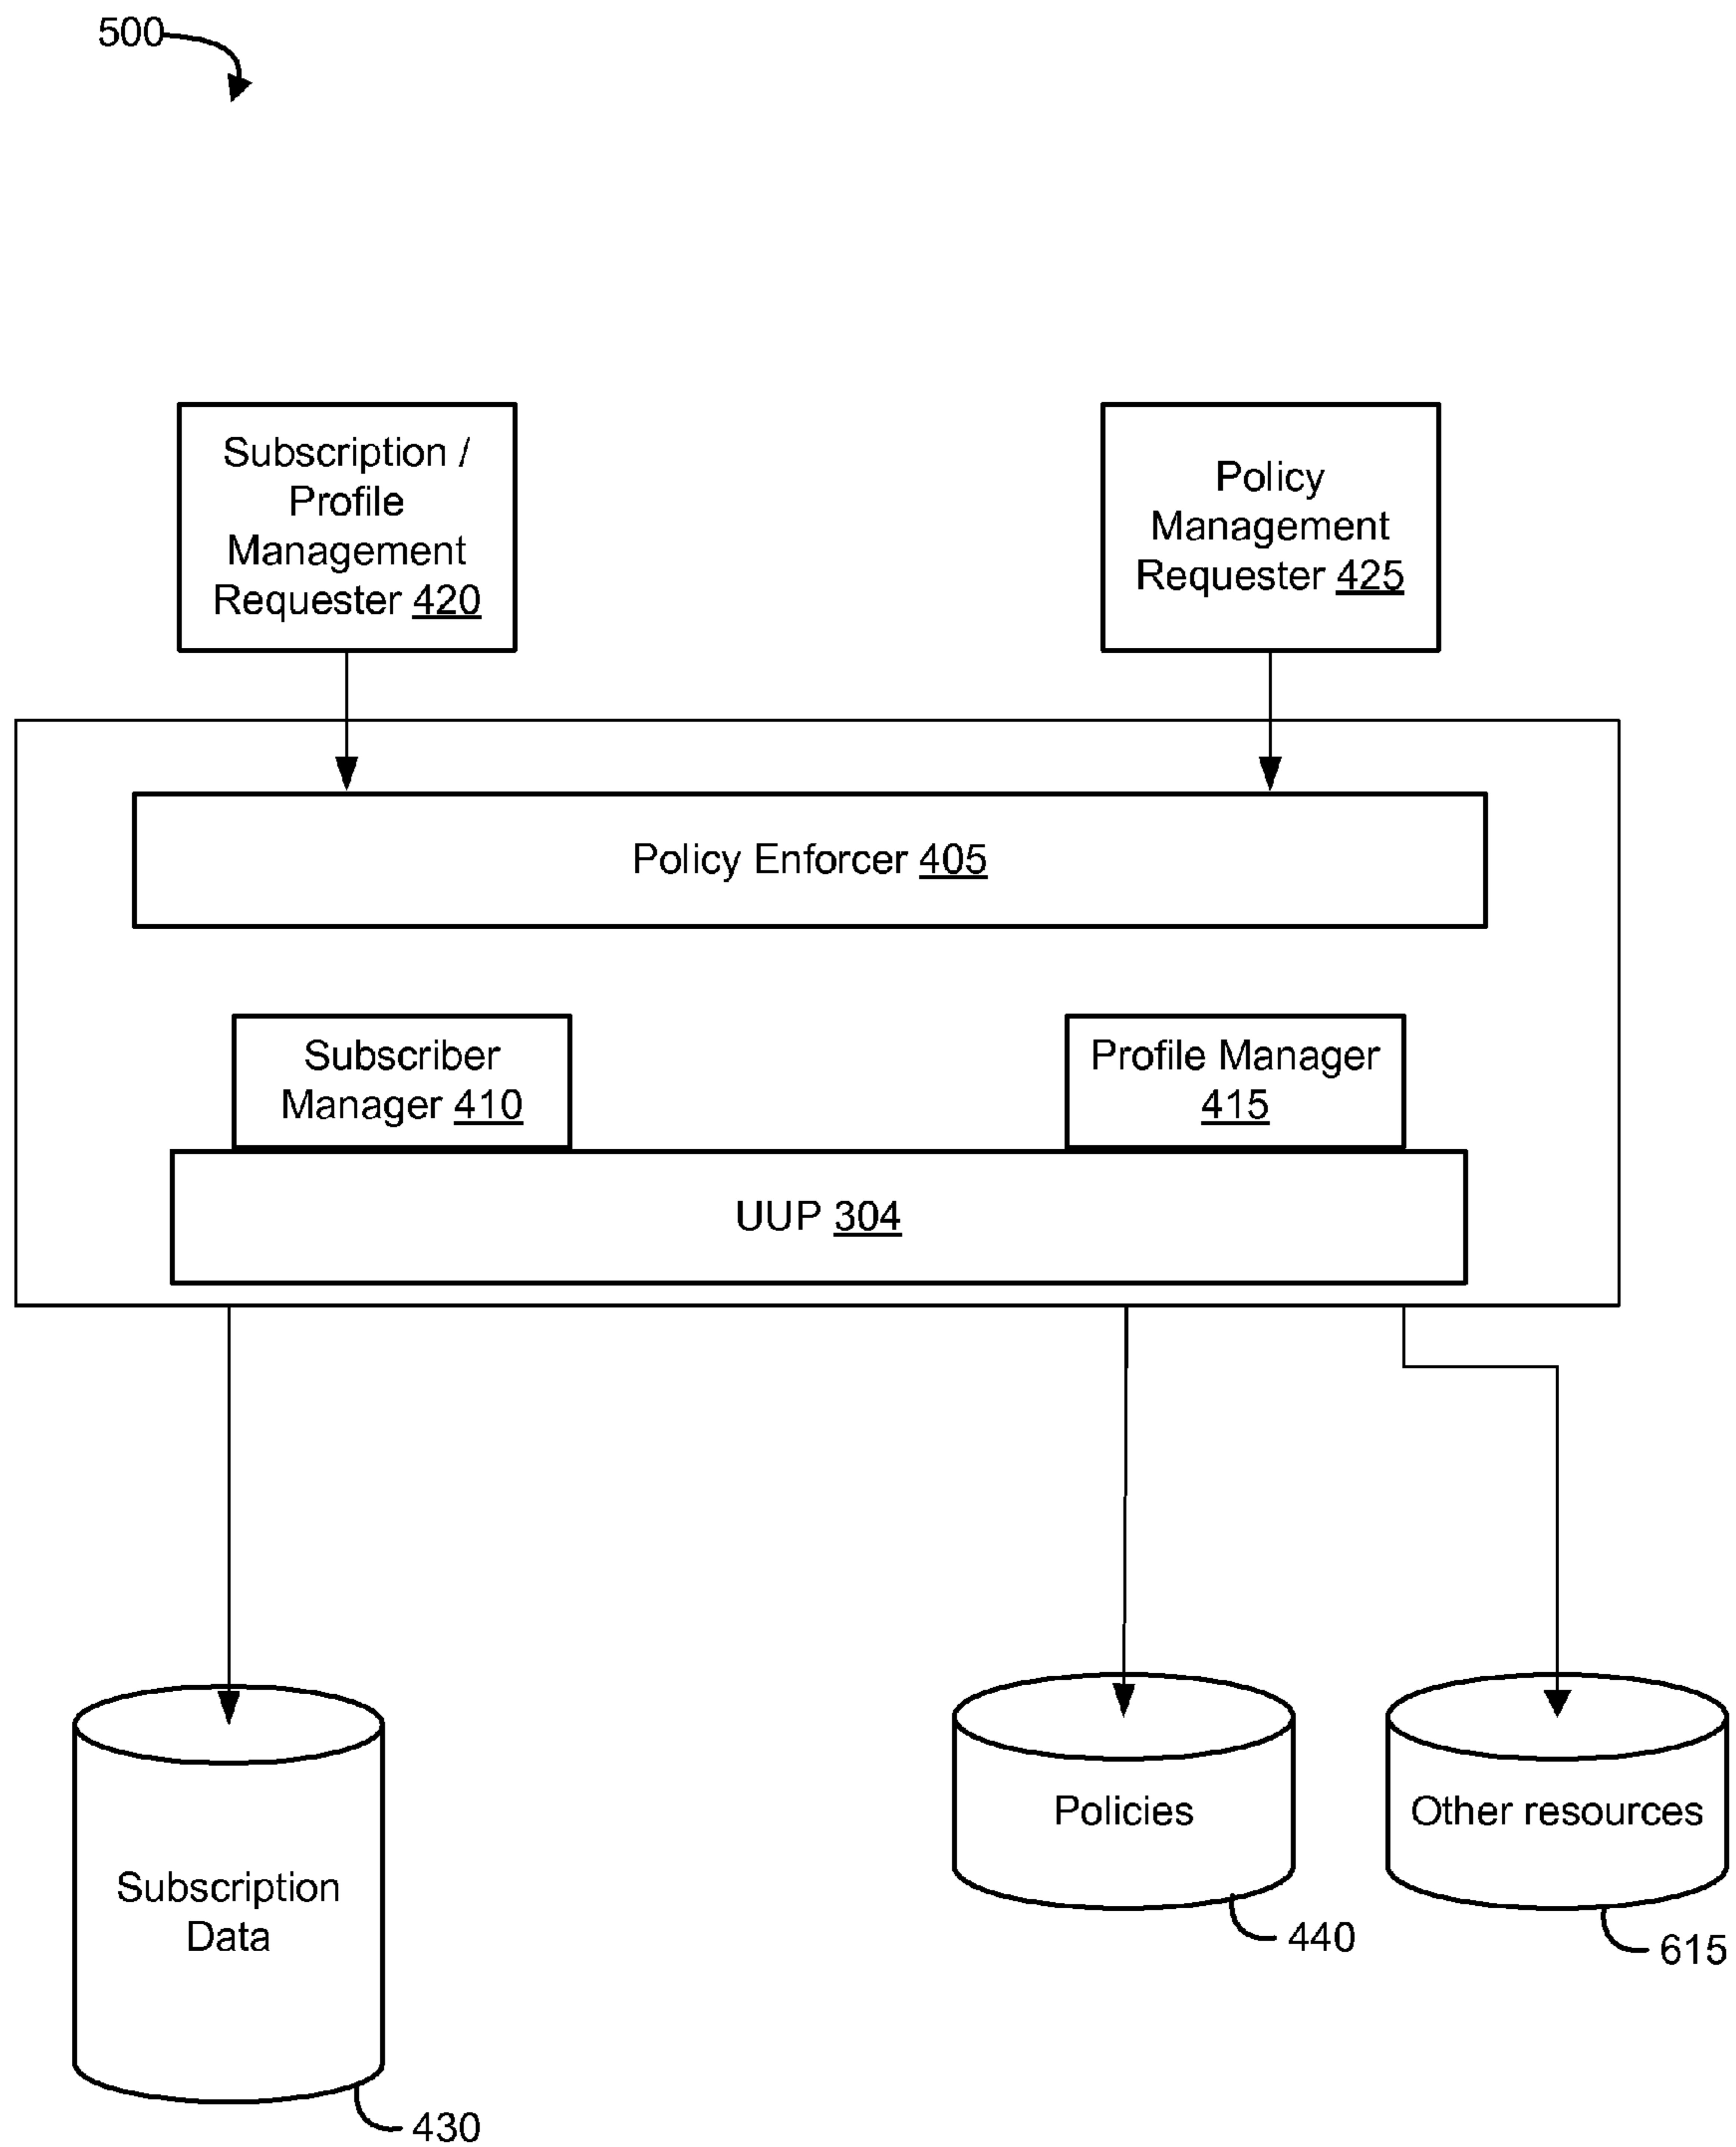 500
Subscription /
Profile
Management
Requester 420
Policy
Management
Requester 425
Policy Enforcer 405
Subscriber
Manager 410
Profile Manager
415
UUP 304
Policies
Other resources
Subscription
Data
440
615
430